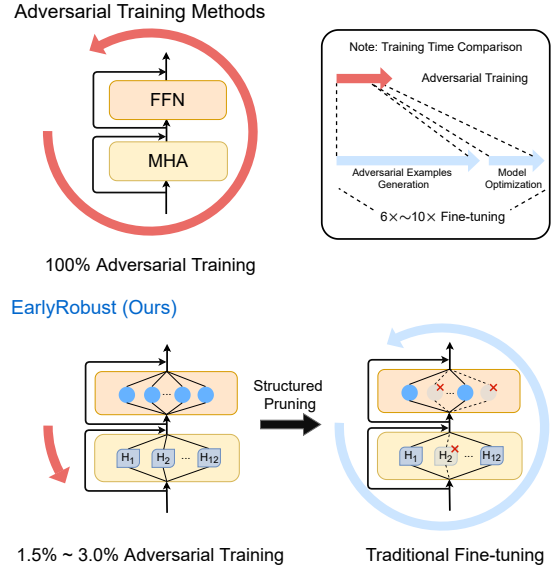 Adversarial Training Methods
FFN
MHA
100% Adversarial Training
Note: Training Time Comparison
Adversarial Training
Adversarial Examples
Generation
Model
Optimization
6×～10× Fine-tuning
EarlyRobust (Ours)
...
H1 H2 ... H12
1.5% ~ 3.0% Adversarial Training
Structured
Pruning
...
H1 H2 ... H12
Traditional Fine-tuning